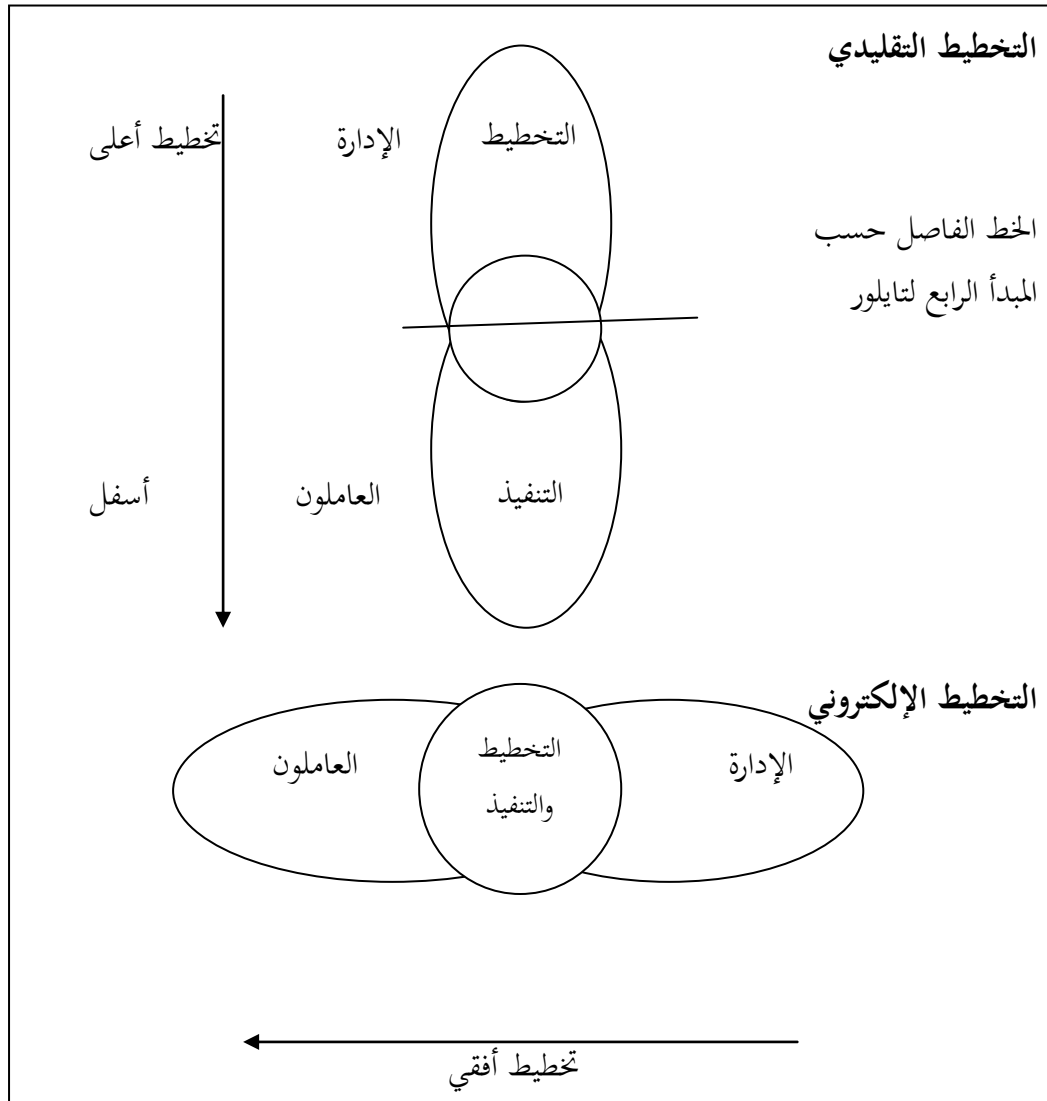 التخطيط التقليدي
التخطيط
الإدارة
تخطيط أعلى
الخط الفاصل حسب
المبدأ الرابع لتايلور
التنفيذ
العاملون
أسفل
التخطيط الإلكتروني
الإدارة
التخطيط
والتنفيذ
العاملون
تخطيط أفقي